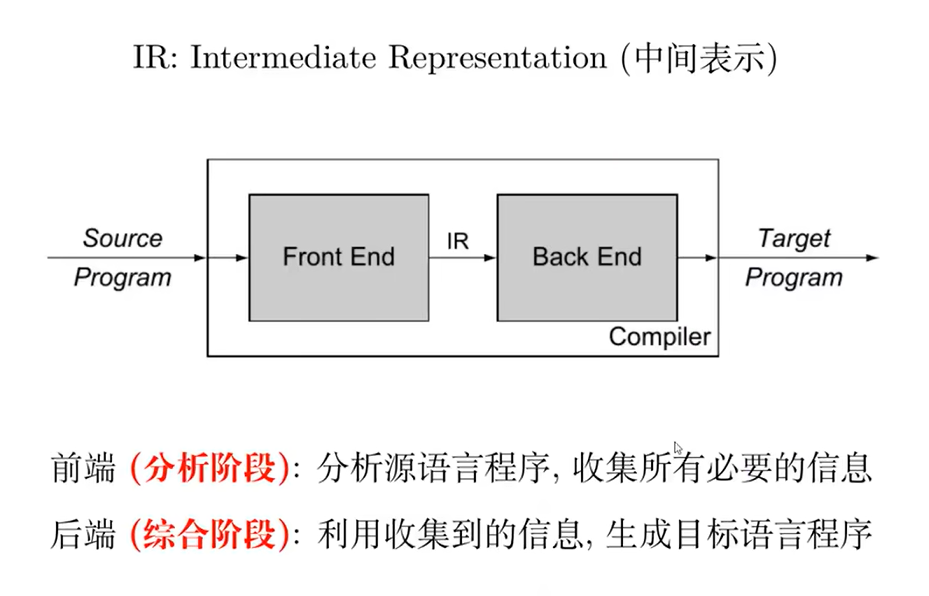 IR: Intermediate Representation (中间表示)
Source
Program
Front End
IR
Back End
Compiler
Target
Program
前端 (分析阶段): 分析源语言程序, 收集所有必要的信息
后端 (综合阶段): 利用收集到的信息, 生成目标语言程序